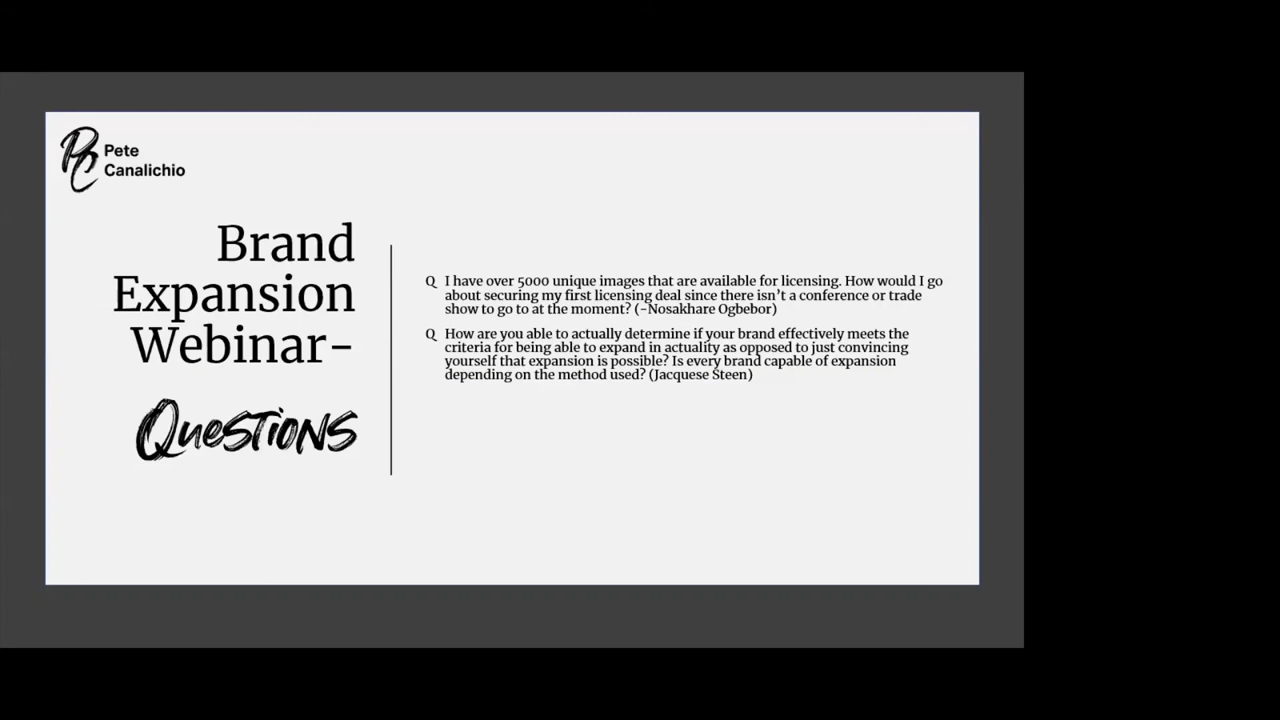 Pete
Canalichio
Brand
Expansion
Webinar-
Questions
Q I have over 5000 unique images that are available for licensing. How would I go
about securing my first licensing deal since there isn't a conference or trade
show to go to at the moment? (-Nosakhare Ogbebor)
Q How are you able to actually determine if your brand effectively meets the
criteria for being able to expand in actuality as opposed to just convincing
yourself that expansion is possible? Is every brand capable of expansion
depending on the method used? (Jacquese Steen)